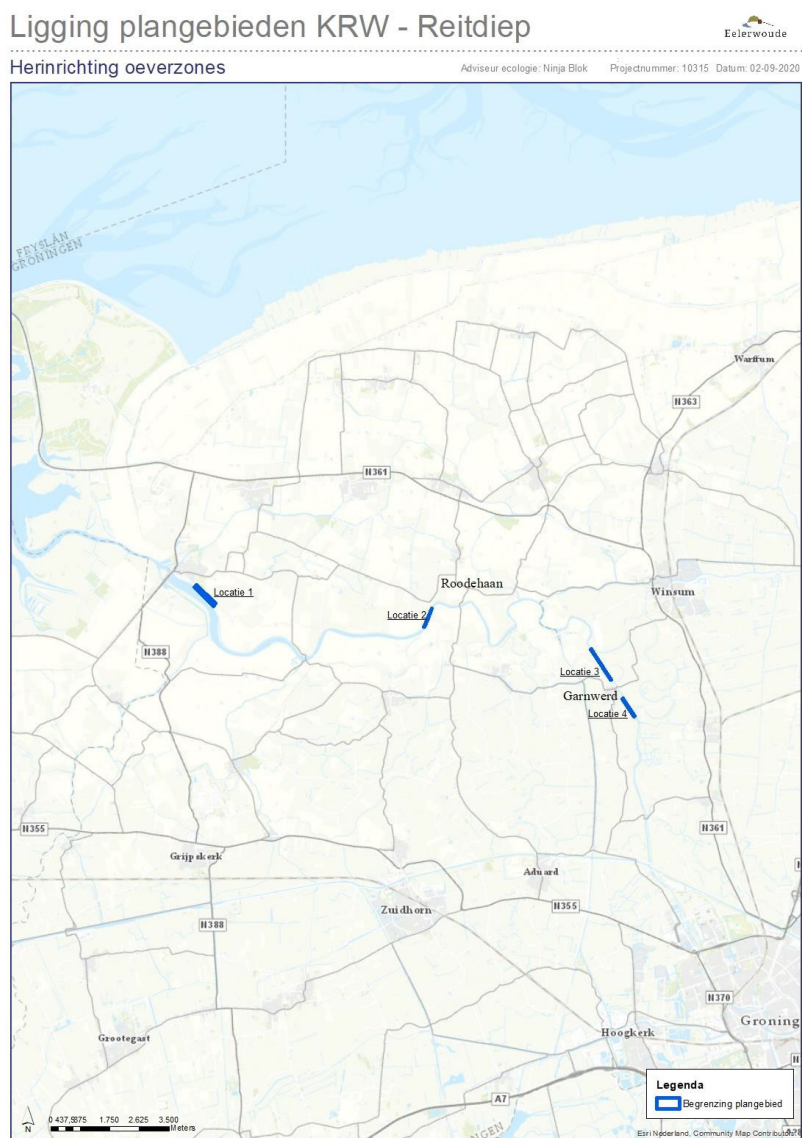 Ligging plangebieden KRW - Reitdiep
Eelerwoude
Herinrichting oeverzones
Adviseur ecologie: Ninja Blok Projectnummer: 10315 Datum: 02-09-2020
FRYSLÂN
GRONINGEN
Warffum
N363
N361
Roodehaan
Locatie 1
Winsum
Locatie 2
N388
Locatie 3
Garnwerd
Locatie 4
N355
N361
Grijpskerk
Aduard
Zuidhorn
N355
N388
N370
Groning
Hoogkerk
Grootegast
Legenda
Begrenzing plangebied
A7
N
0 437,5875 1.750 2.625 3.500
Meters
Esri Nederland, Community Map Contributors